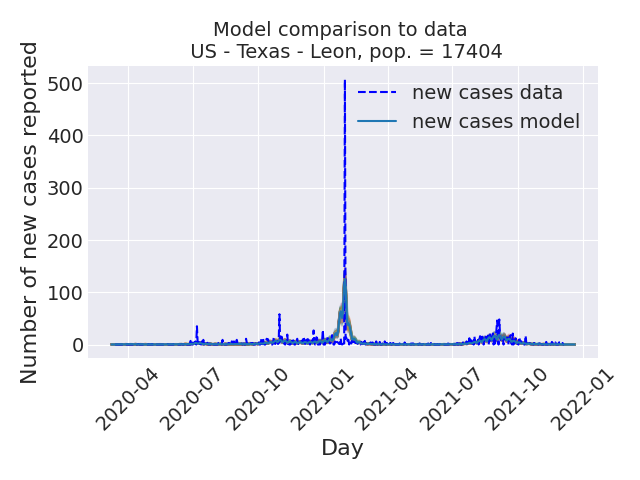 Model comparison to data
US - Texas - Leon, pop. = 17404
Number of new cases reported
500
400
300
200
100
0
new cases data
new cases model
2020-04
2020-07
2020-10
2021-01
2021-04
2021-07
2021-10
2022-01
Day